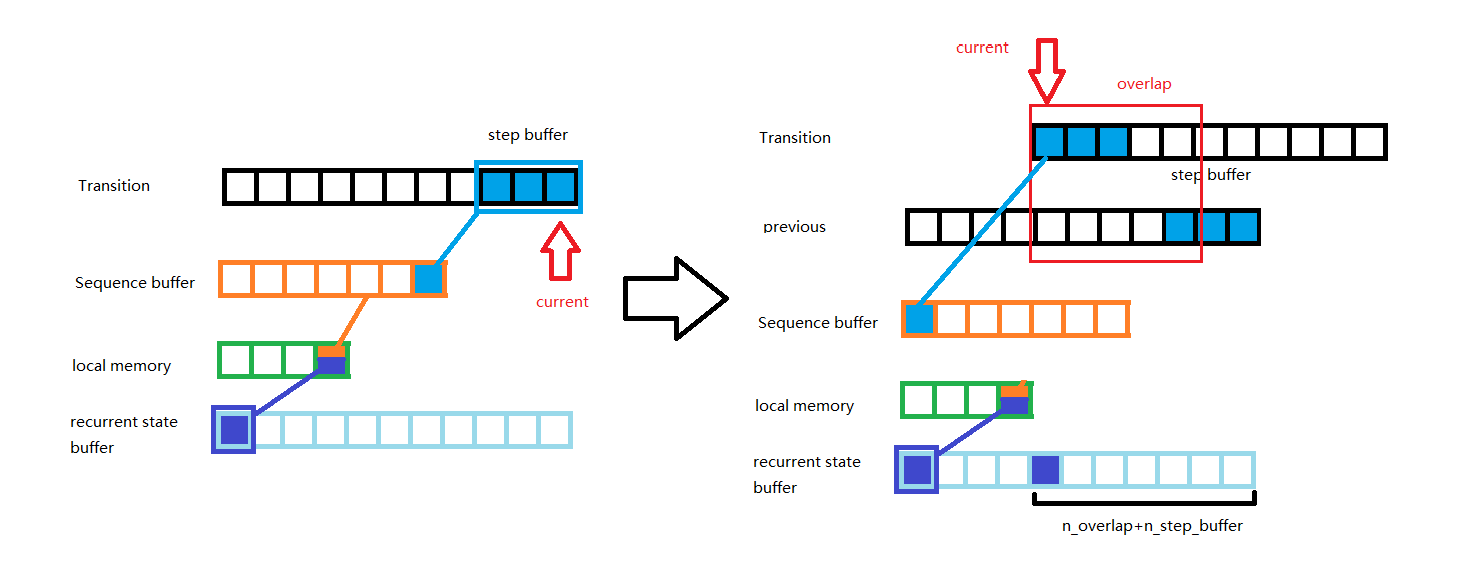 step buffer
Transition
Sequence buffer
current
local memory
recurrent state
buffer
current
overlap
Transition
step buffer
previous
Sequence buffer
local memory
recurrent state
buffer
n_overlap+n_step_buffer